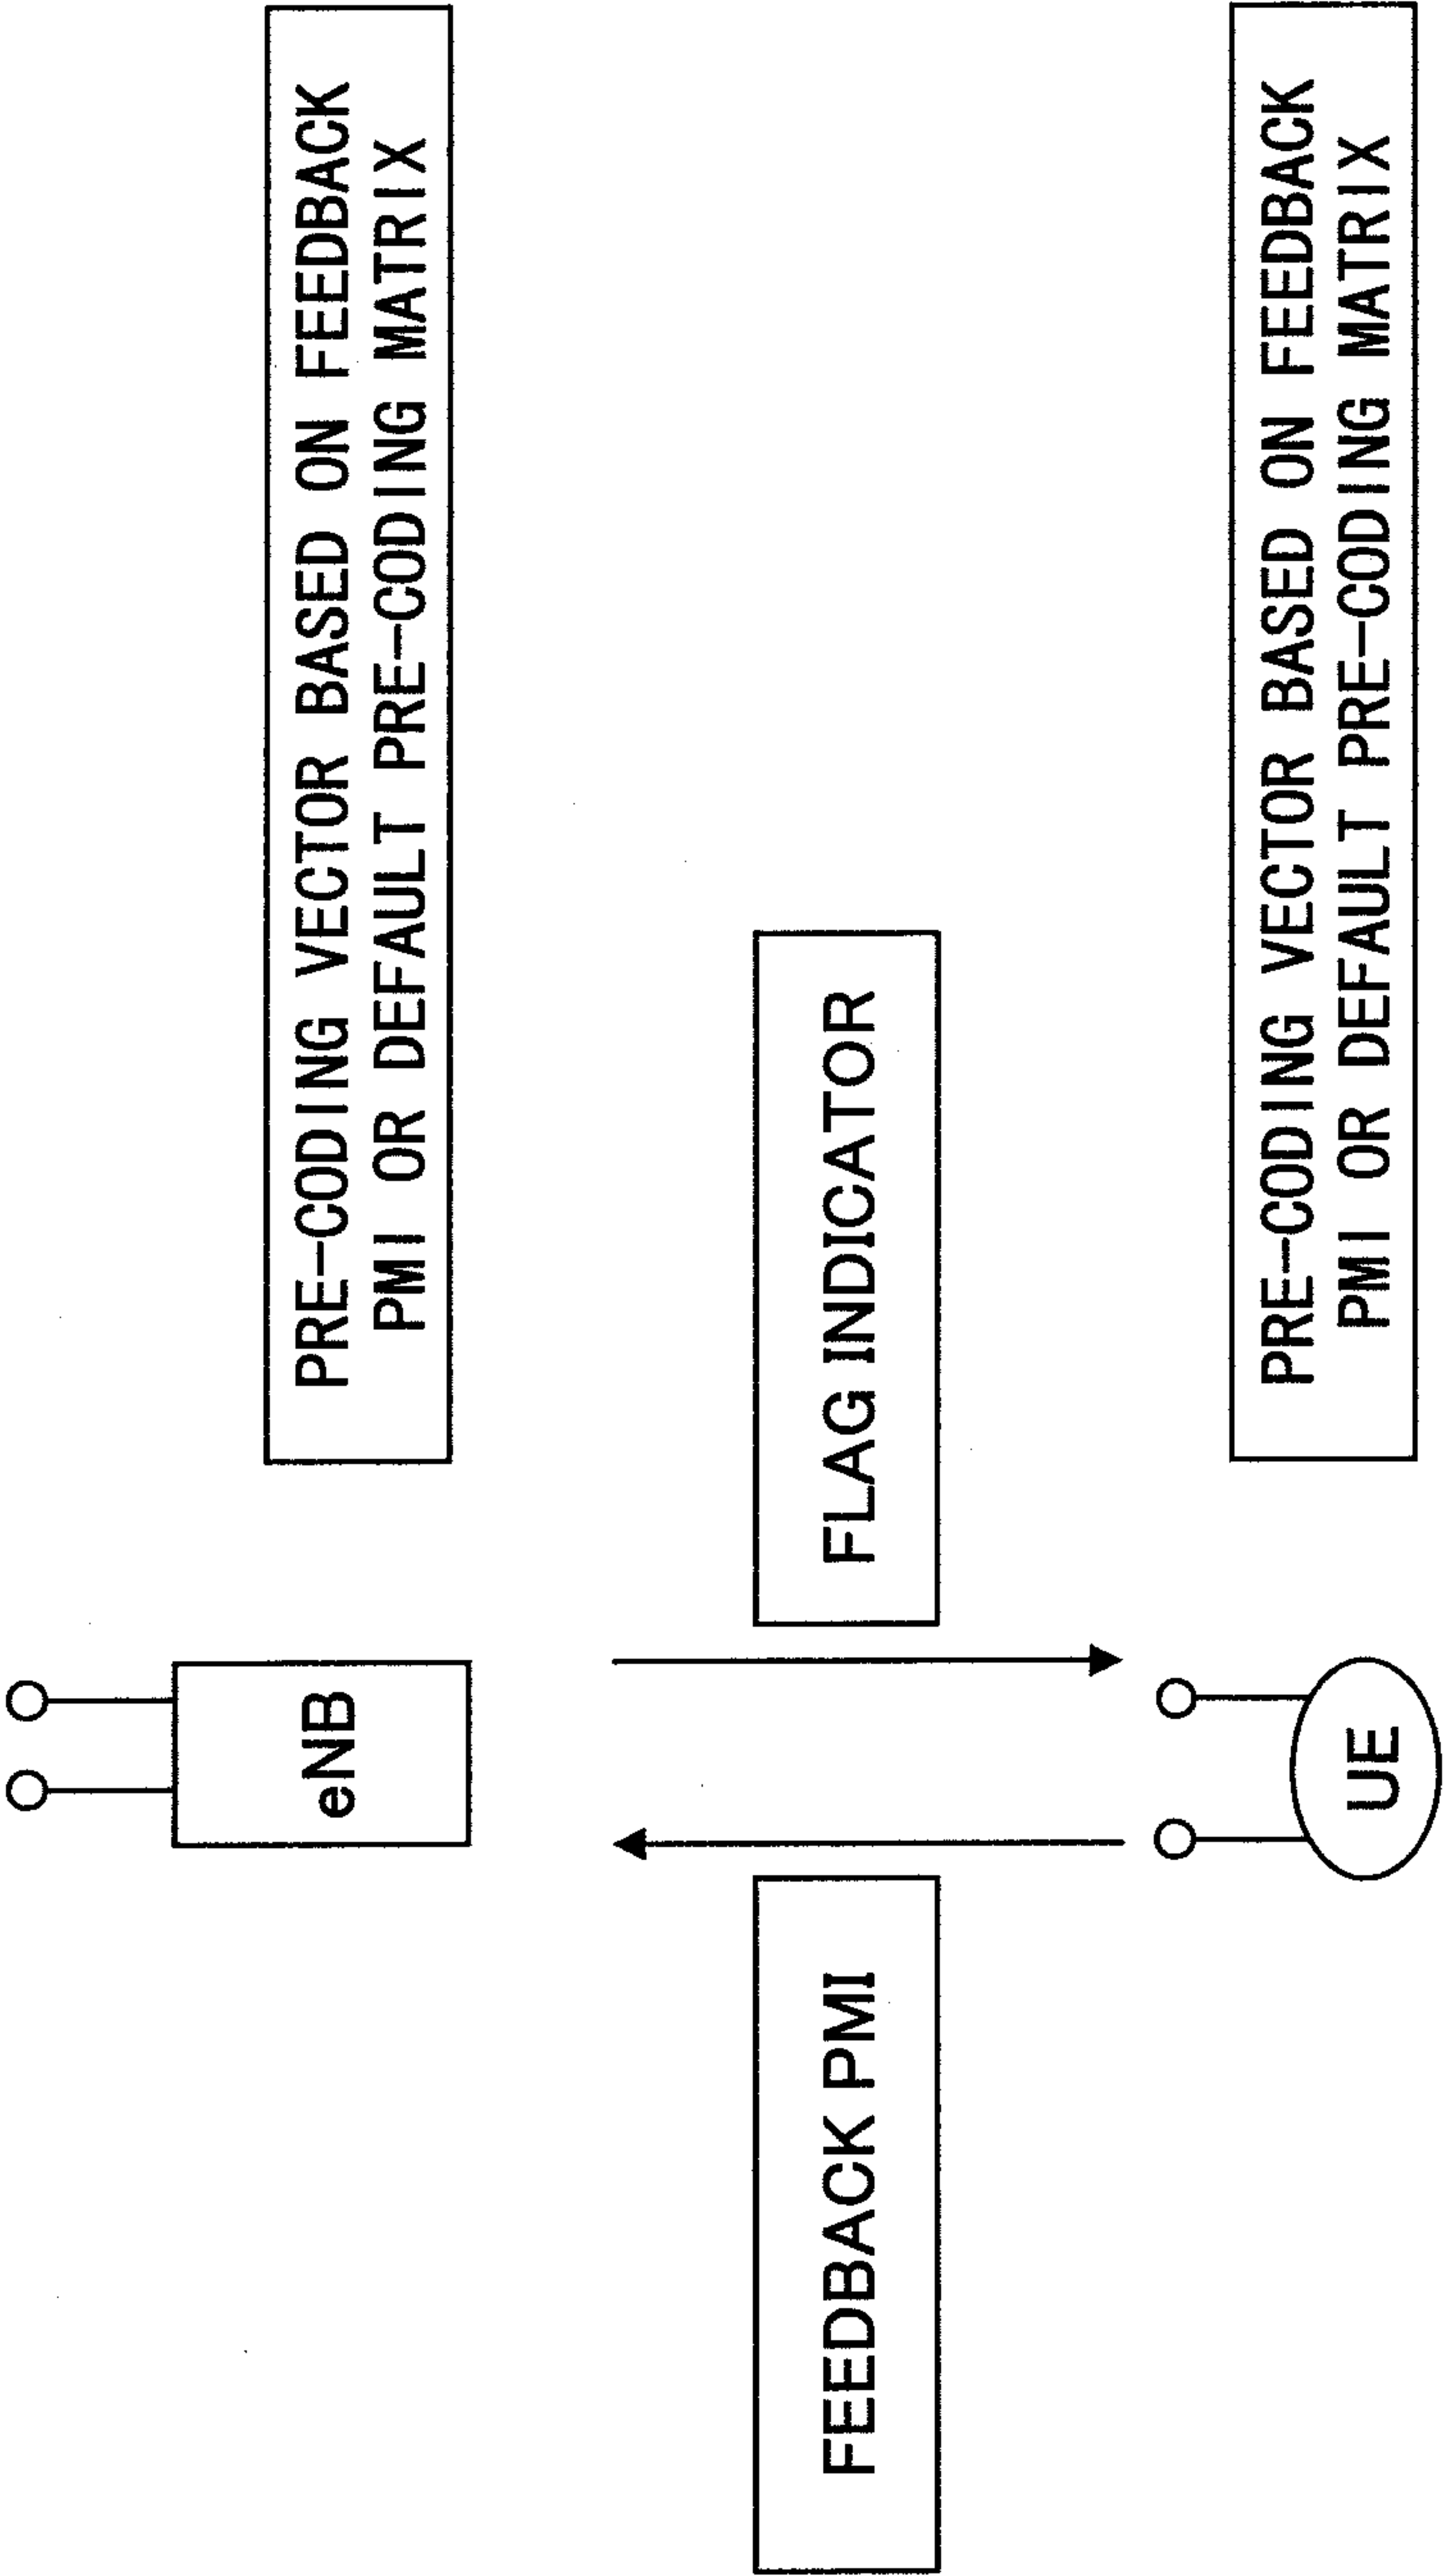 eNB
PRE-CODING VECTOR BASED ON FEEDBACK
PMI OR DEFAULT PRE-CODING MATRIX
FEEDBACK PMI
FLAG INDICATOR
UE
PRE-CODING VECTOR BASED ON FEEDBACK
PMI OR DEFAULT PRE-CODING MATRIX